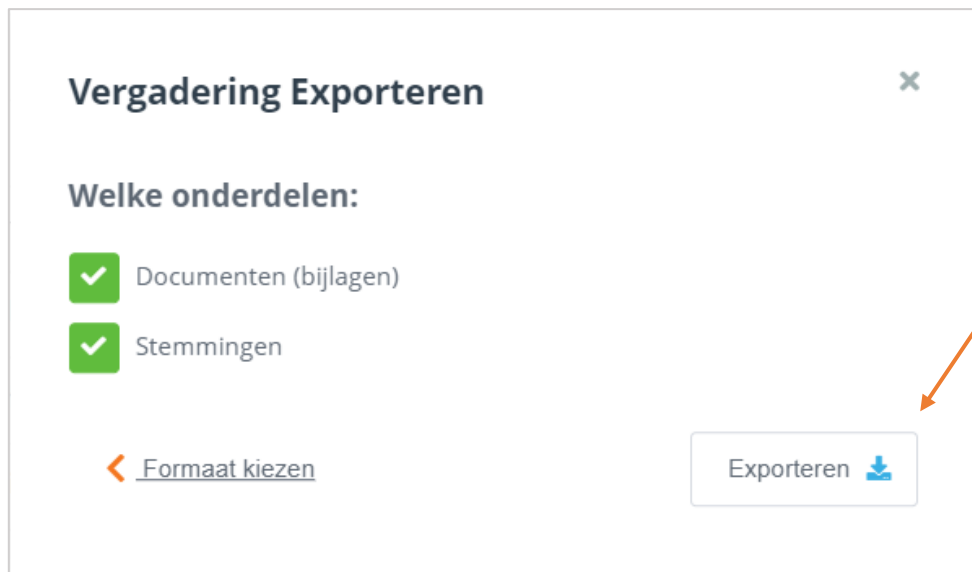 Vergadering Exporteren
Welke onderdelen:
Documenten (bijlagen)
Stemmingen
Formaat kiezen
Exporteren